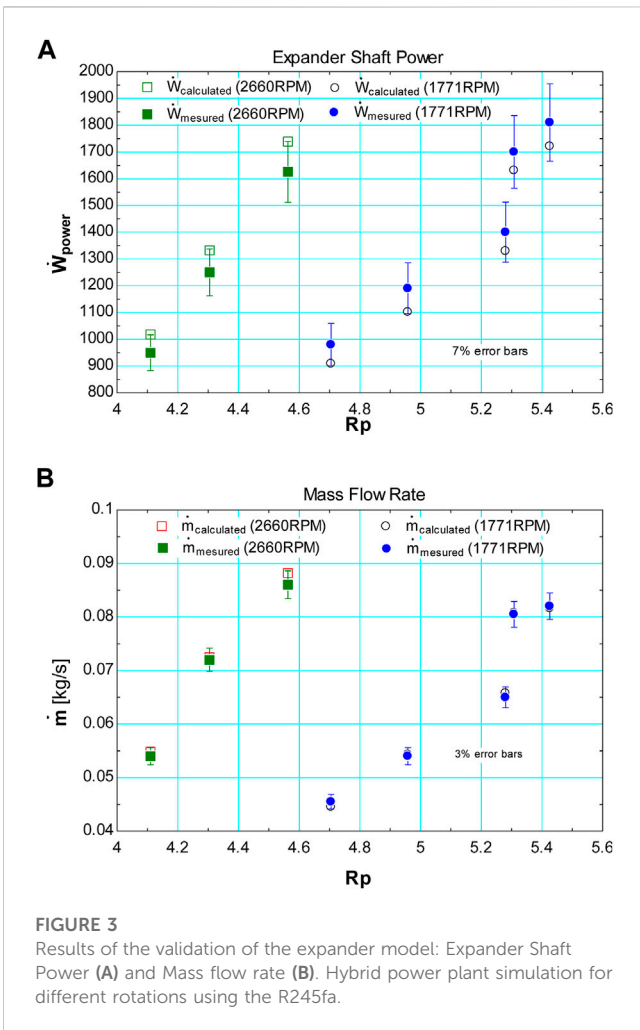 A
Expander Shaft Power
Ẇcalculated (2660RPM) Ẇcalculated (1771RPM)
Ẇmesured (2660RPM) Ẇmesured (1771RPM)
2000
1900
1800
1700
1600
1500
1400
1300
1200
1100
1000
900
800
Ẇpower
7% error bars
4 4.2 4.4 4.6 4.8 5 5.2 5.4 5.6
Rp
B
Mass Flow Rate
ṁcalculated (2660RPM) ṁcalculated (1771RPM)
ṁmesured (2660RPM) ṁmesured (1771RPM)
0.1
0.09
0.08
0.07
0.06
0.05
0.04
ṁ [kg/s]
3% error bars
4 4.2 4.4 4.6 4.8 5 5.2 5.4 5.6
Rp
FIGURE 3
Results of the validation of the expander model: Expander Shaft
Power (A) and Mass flow rate (B). Hybrid power plant simulation for
different rotations using the R245fa.